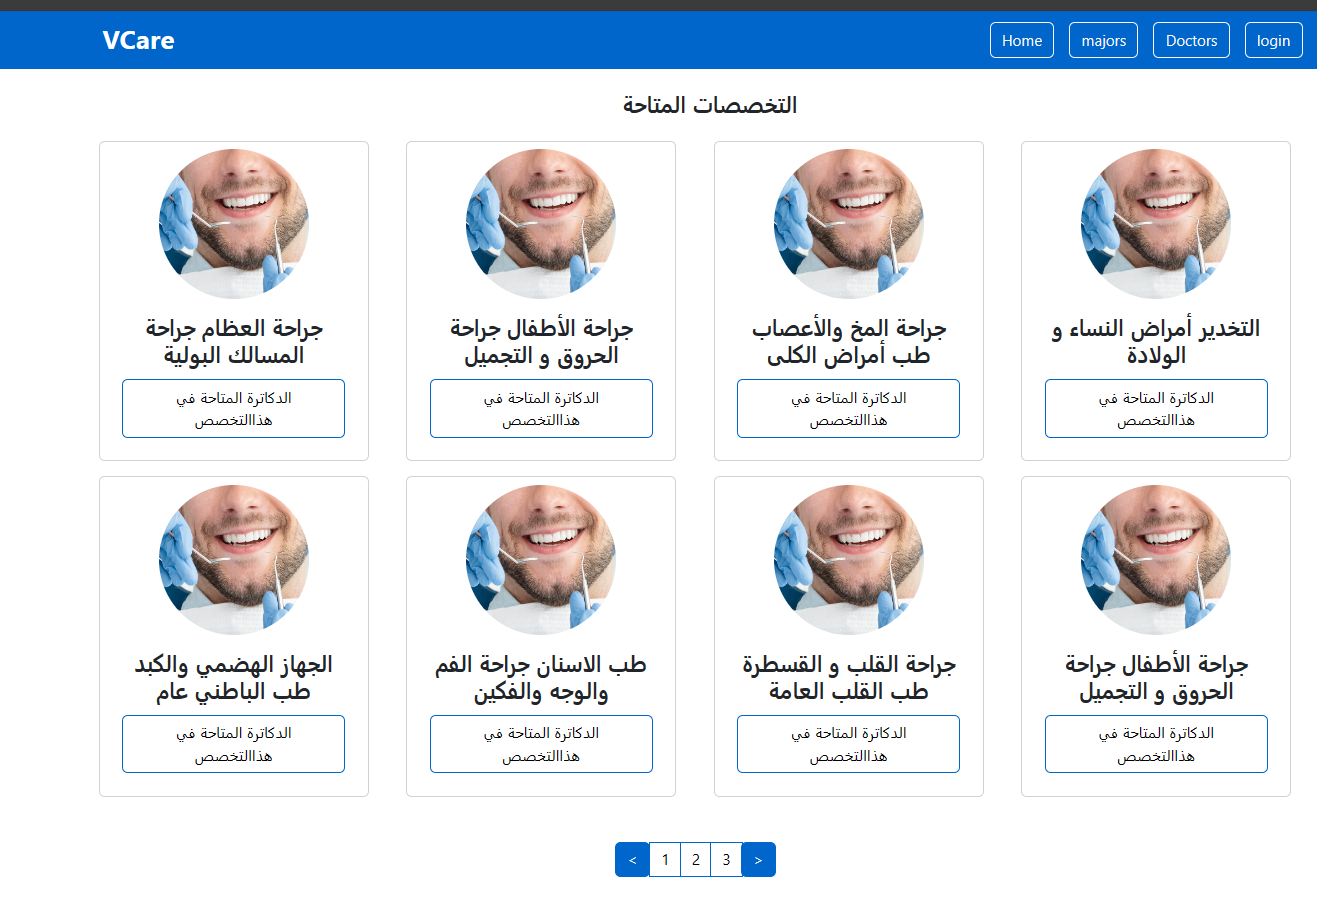 VCare
Home
majors
Doctors
login
التخصصات المتاحة
جراحة العظام جراحة
المسالك البولية
الدكاترة المتاحة في
هذاالتخصص
جراحة الأطفال جراحة
الحروق و التجميل
الدكاترة المتاحة في
هذاالتخصص
جراحة المخ والأعصاب
طب أمراض الكلى
الدكاترة المتاحة في
هذاالتخصص
التخدير أمراض النساء و
الولادة
الدكاترة المتاحة في
هذاالتخصص
الجهاز الهضمي والكبد
طب الباطني عام
الدكاترة المتاحة في
هذاالتخصص
طب الاسنان جراحة الفم
والوجه والفكين
الدكاترة المتاحة في
هذاالتخصص
جراحة القلب و القسطرة
طب القلب العامة
الدكاترة المتاحة في
هذاالتخصص
جراحة الأطفال جراحة
الحروق و التجميل
الدكاترة المتاحة في
هذاالتخصص
< 1 2 3 >